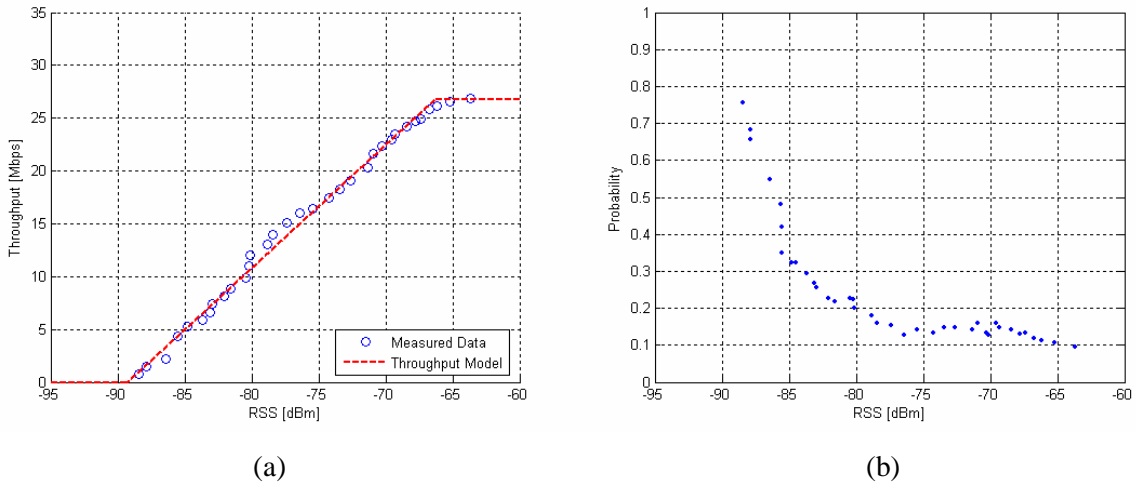 35
30
25
20
15
10
5
0
Throughput [Mbps]
-95 -90 -85 -80 -75 -70 -65 -60
RSS [dBm]
Measured Data
Throughput Model
(a)
1
0.9
0.8
0.7
0.6
0.5
0.4
0.3
0.2
0.1
0
Probability
-95 -90 -85 -80 -75 -70 -65 -60
RSS [dBm]
(b)